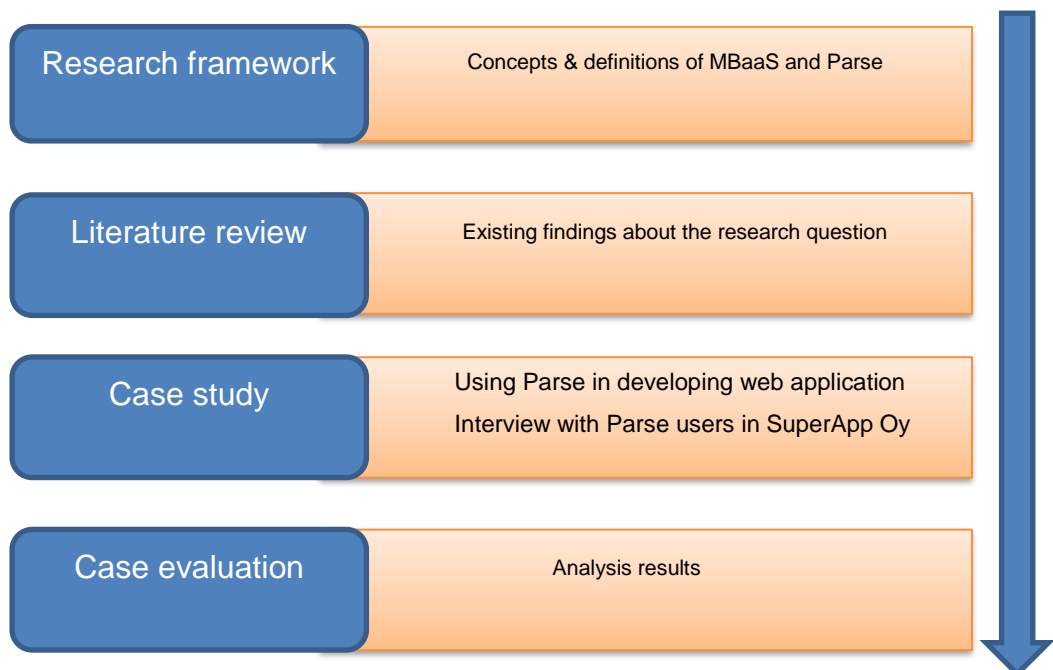 Research framework
Concepts & definitions of MBaaS and Parse
Literature review
Existing findings about the research question
Case study
Using Parse in developing web application
Interview with Parse users in SuperApp Oy
Case evaluation
Analysis results